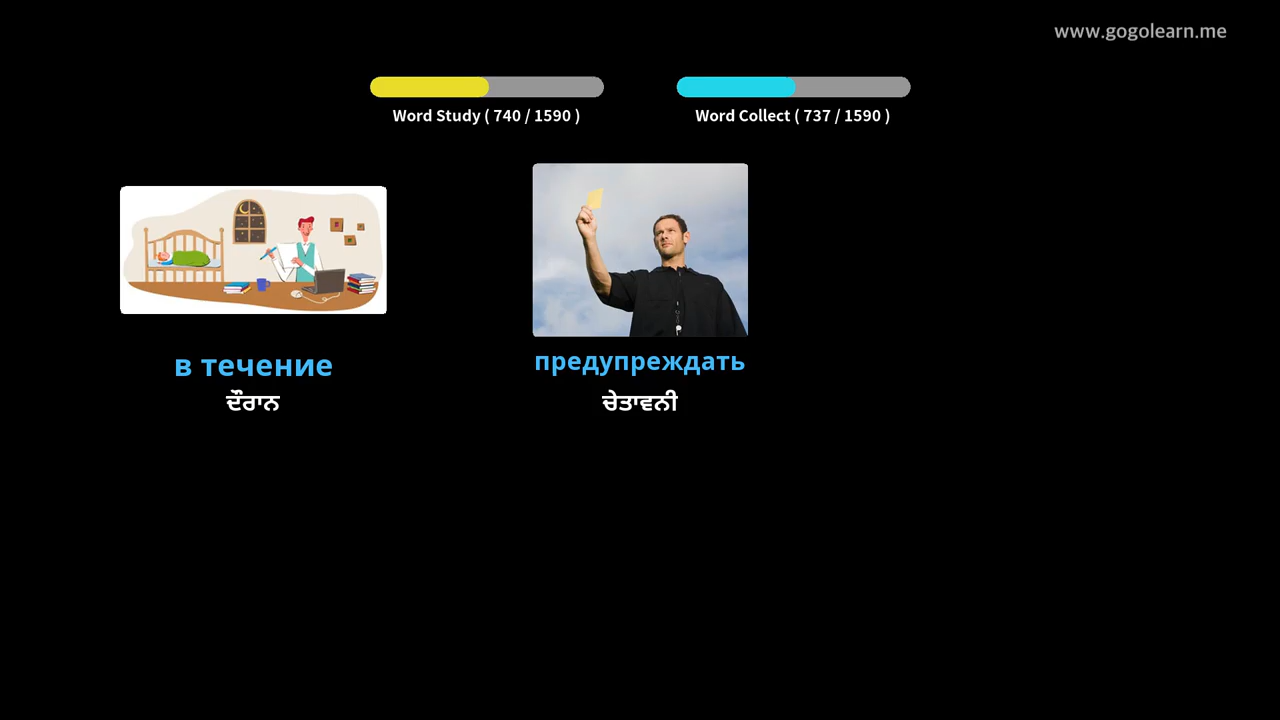 www.gogolearn.me
Word Study ( 740 / 1590 )
Word Collect ( 737 / 1590 )
в течение
ਦੌਰਾਨ
предупреждать
ਚੇਤਾਵਨੀ